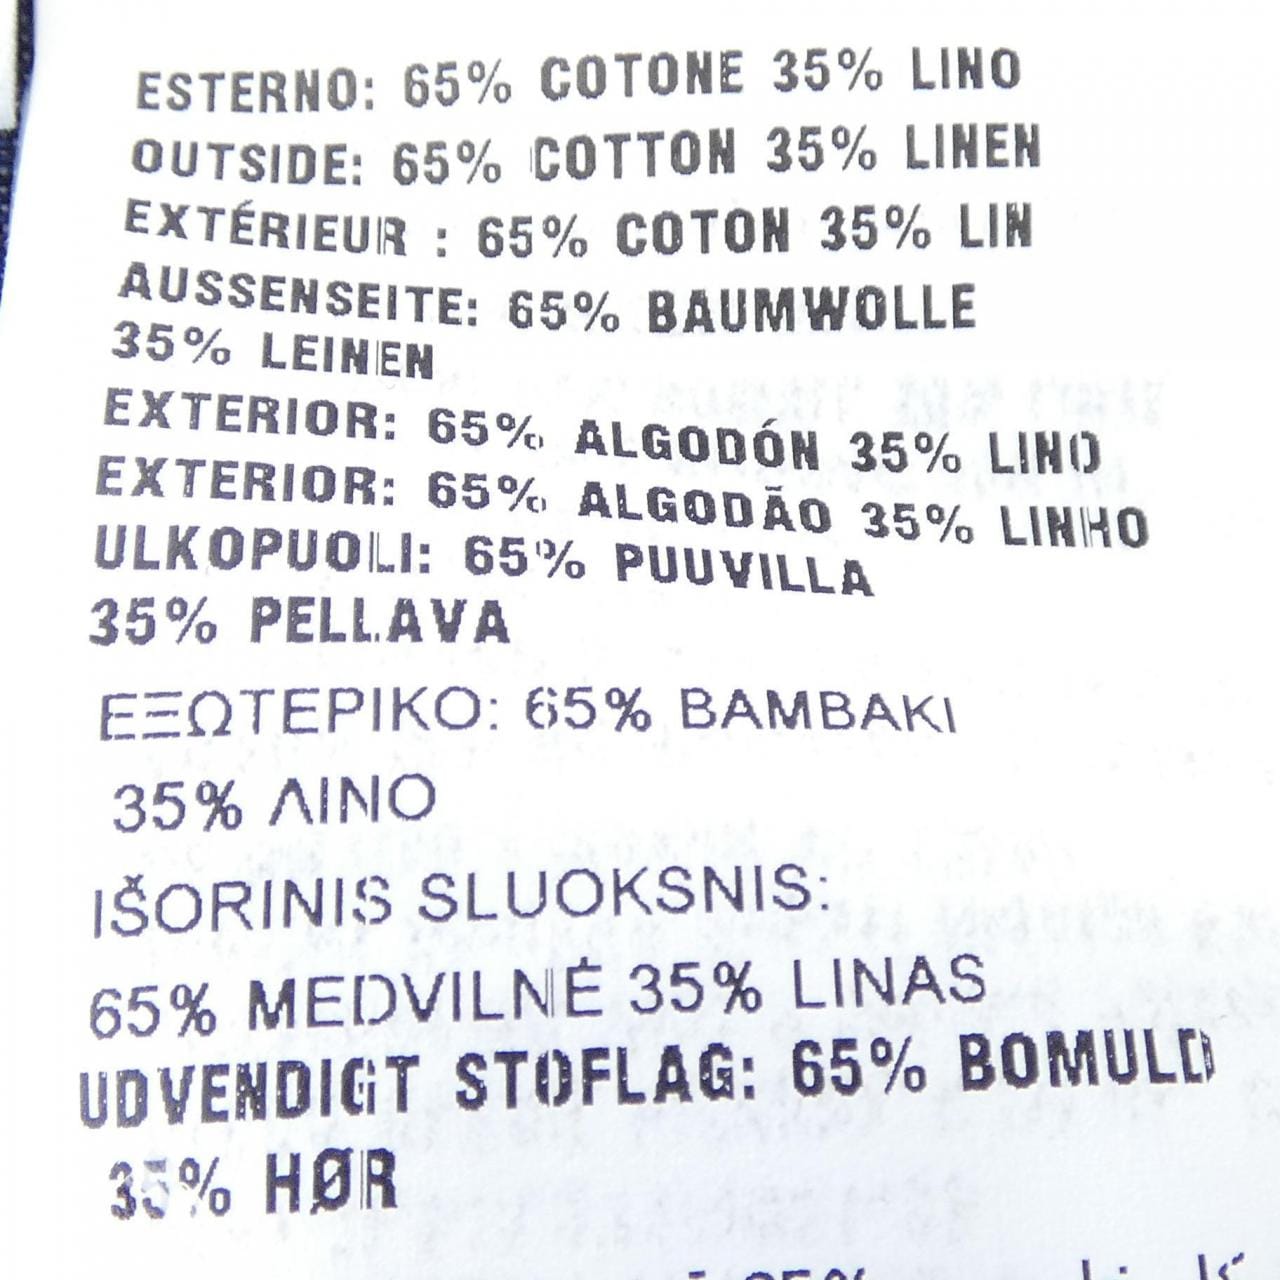 ESTERNO: 65% COTONE 35% LINO
OUTSIDE: 65% COTTON 35% LINEN
EXTÉRIEUR : 65% COTON 35% LIN
AUSSENSEITE: 65% BAUMWOLLE
35% LEINEN
EXTERIOR: 65% ALGODÓN 35% LINO
EXTERIOR: 65% ALGODÃO 35% LINHO
ULKOPUOLI: 65% PUUVILLA
35% PELLAVA
ΕΞΩΤΕΡΙΚΟ: 65% ΒΑΜΒΑΚΙ
35% ΛΙΝΟ
IŠORINIS SLUOKSNIS:
65% MEDVILNĖ 35% LINAS
UDVENDIGT STOFLAG: 65% BOMULD
35% HØR